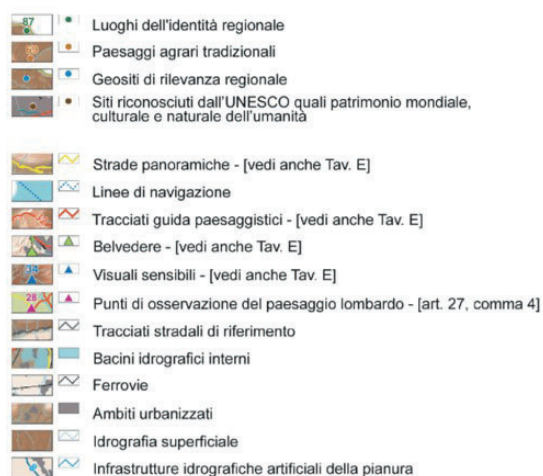 87
Luoghi dell'identità regionale
Paesaggi agrari tradizionali
Geositi di rilevanza regionale
Siti riconosciuti dall'UNESCO quali patrimonio mondiale,
culturale e naturale dell'umanità
Strade panoramiche - [vedi anche Tav. E]
Linee di navigazione
Tracciati guida paesaggistici - [vedi anche Tav. E]
Belvedere - [vedi anche Tav. E]
34
Visuali sensibili - [vedi anche Tav. E]
28
Punti di osservazione del paesaggio lombardo - [art. 27, comma 4]
Tracciati stradali di riferimento
Bacini idrografici interni
Ferrovie
Ambiti urbanizzati
Idrografia superficiale
Infrastrutture idrografiche artificiali della pianura